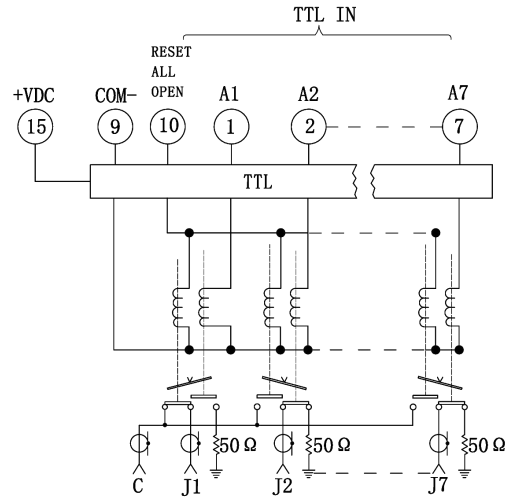 TTL IN
RESET
ALL
OPEN
+VDC COM- A1 A2 A7
15 9 10 1 2 7
TTL
50 Ω 50 Ω 50 Ω
C J1 J2 J7